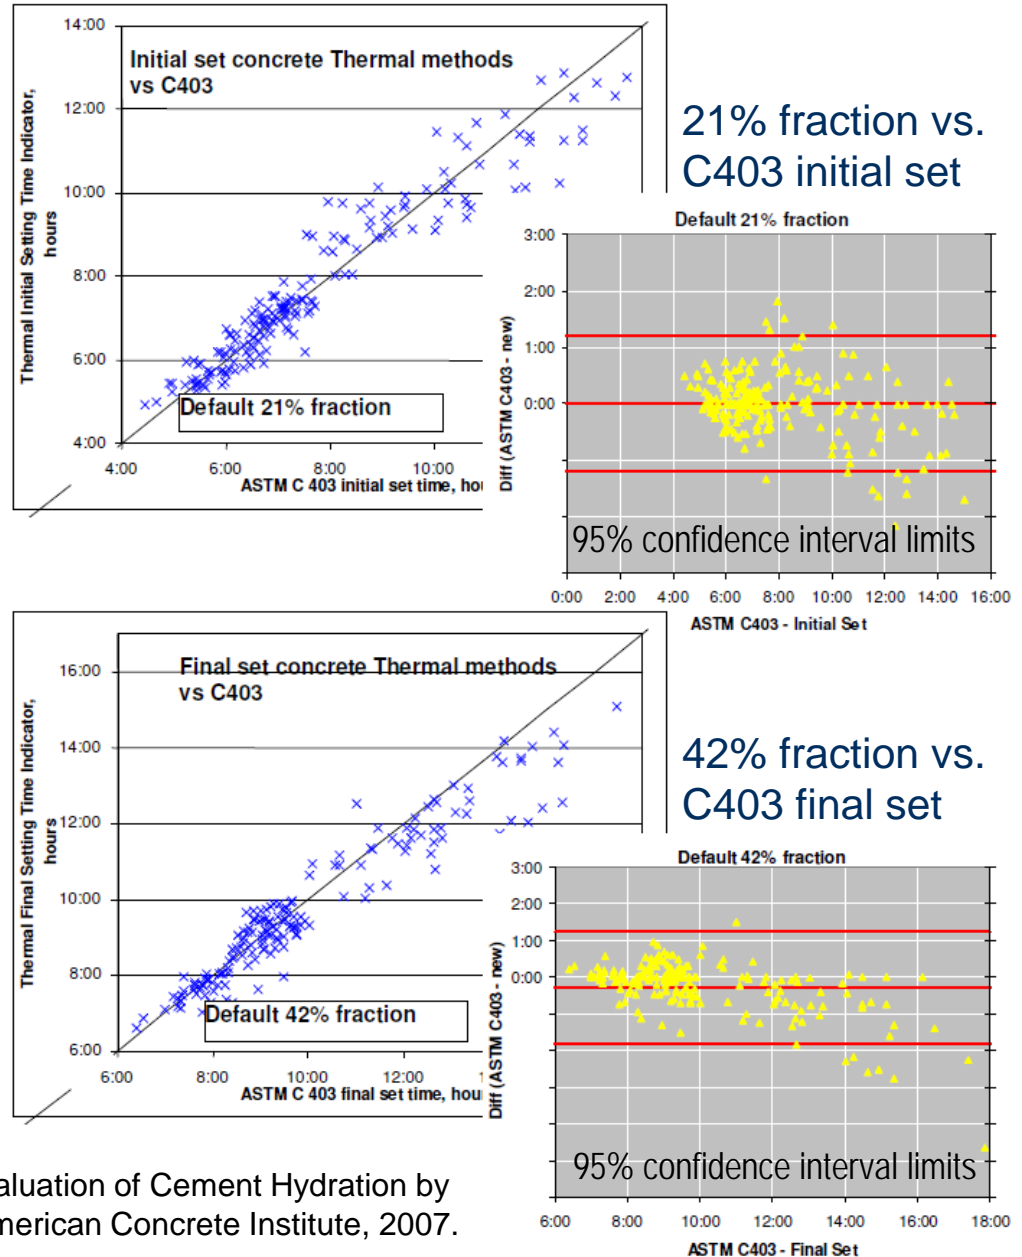 14:00
12:00
10:00
8:00
6:00
4:00
Thermal Initial Setting Time Indicator,
hours
Initial set concrete Thermal methods
vs C403
Default 21% fraction
4:00 6:00 8:00 10:00
ASTM C 403 initial set time, hou
21% fraction vs.
C403 initial set
Default 21% fraction
3:00
2:00
1:00
0:00
Diff (ASTM C403 - new)
95% confidence interval limits
0:00 2:00 4:00 6:00 8:00 10:00 12:00 14:00 16:00
ASTM C403 - Initial Set
16:00
14:00
12:00
10:00
8:00
6:00
Thermal Final Setting Time Indicator,
hours
Final set concrete Thermal methods
vs C403
Default 42% fraction
6:00 8:00 10:00 12:00
ASTM C 403 final set time, hou
42% fraction vs.
C403 final set
Default 42% fraction
3:00
2:00
1:00
0:00
Diff (ASTM C403 - new)
95% confidence interval limits
6:00 8:00 10:00 12:00 14:00 16:00 18:00
ASTM C403 - Final Set
aluation of Cement Hydration by
merican Concrete Institute, 2007.